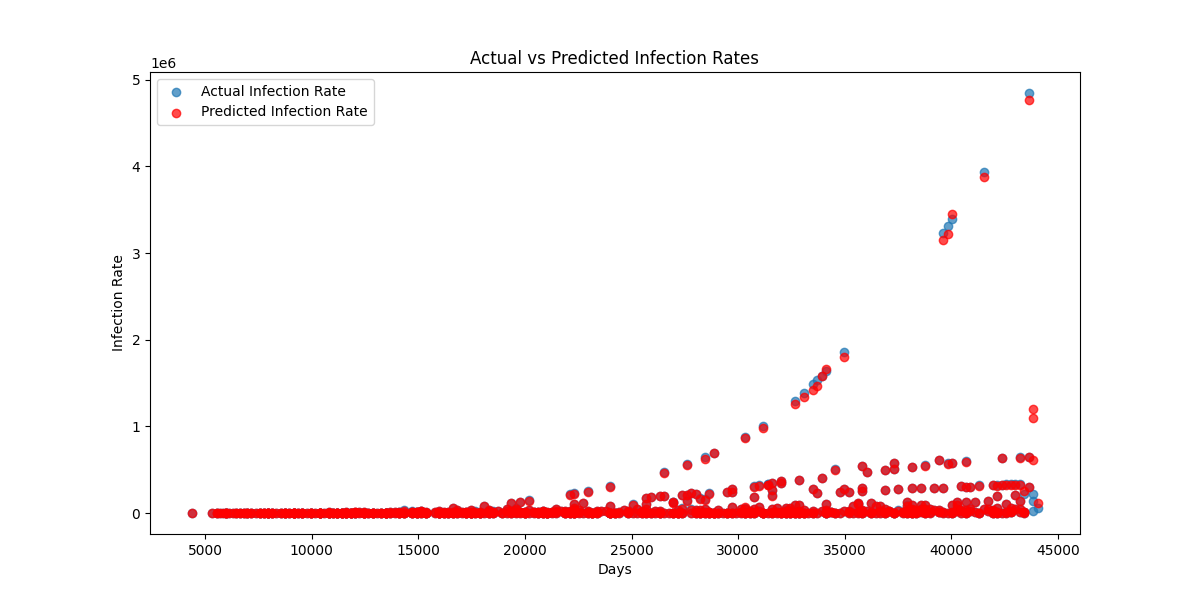 Actual vs Predicted Infection Rates
1e6
Actual Infection Rate
Predicted Infection Rate
5
4
3
2
1
0
Infection Rate
5000 10000 15000 20000 25000 30000 35000 40000 45000
Days